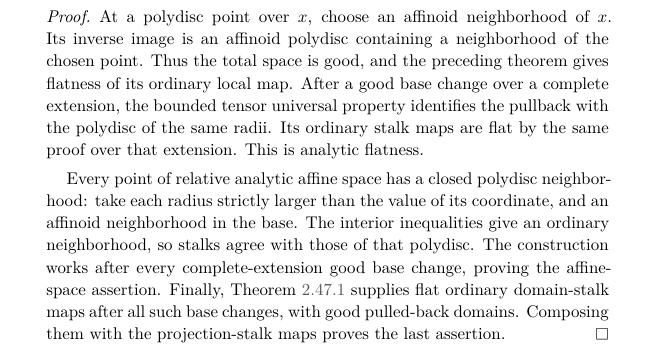 Proof. At a polydisc point over x, choose an affinoid neighborhood of x.
Its inverse image is an affinoid polydisc containing a neighborhood of the
chosen point. Thus the total space is good, and the preceding theorem gives
flatness of its ordinary local map. After a good base change over a complete
extension, the bounded tensor universal property identifies the pullback with
the polydisc of the same radii. Its ordinary stalk maps are flat by the same
proof over that extension. This is analytic flatness.
Every point of relative analytic affine space has a closed polydisc neighbor-
hood: take each radius strictly larger than the value of its coordinate, and an
affinoid neighborhood in the base. The interior inequalities give an ordinary
neighborhood, so stalks agree with those of that polydisc. The construction
works after every complete-extension good base change, proving the affine-
space assertion. Finally, Theorem 2.47.1 supplies flat ordinary domain-stalk
maps after all such base changes, with good pulled-back domains. Composing
them with the projection-stalk maps proves the last assertion. □